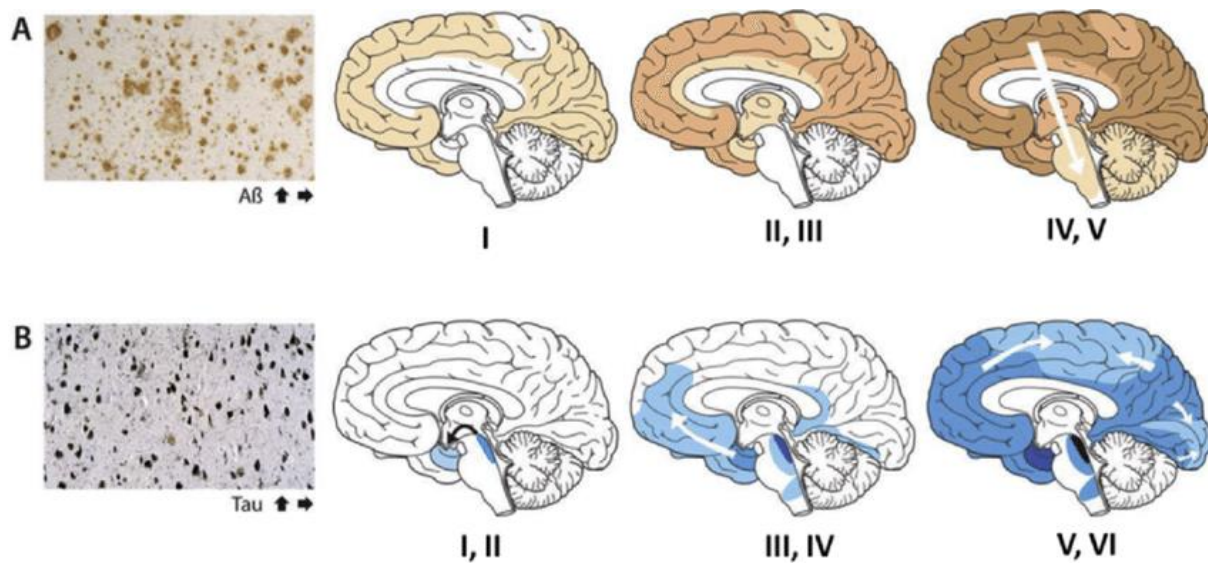 A
Aß ⬆ ➡
I
II, III
IV, V
B
Tau ⬆ ➡
I, II
III, IV
V, VI